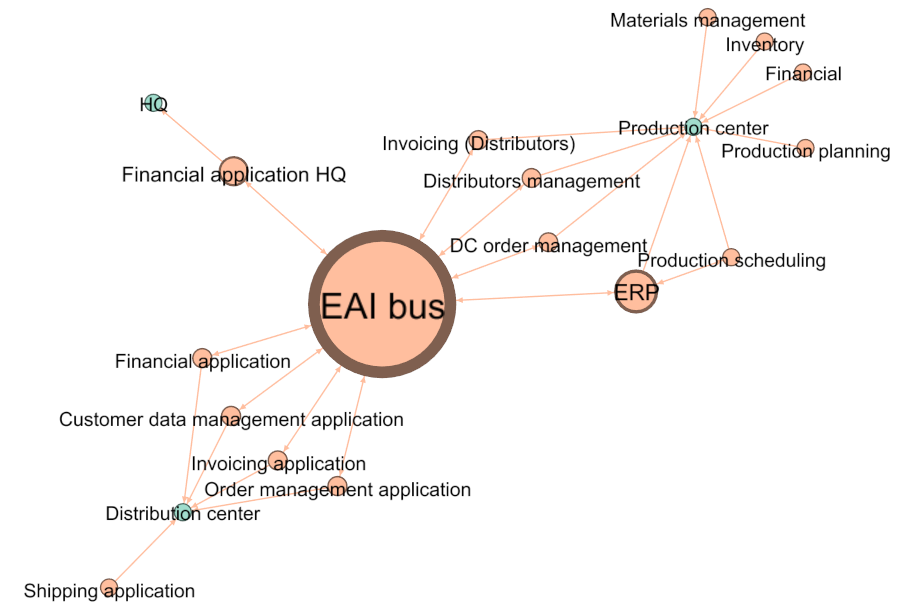 Materials management
Inventory
Financial
HQ
Production center
Invoicing (Distributors)
Production planning
Financial application HQ
Distributors management
DC order management
Production scheduling
ERP
EAI bus
Financial application
Customer data management application
Invoicing application
Order management application
Distribution center
Shipping application